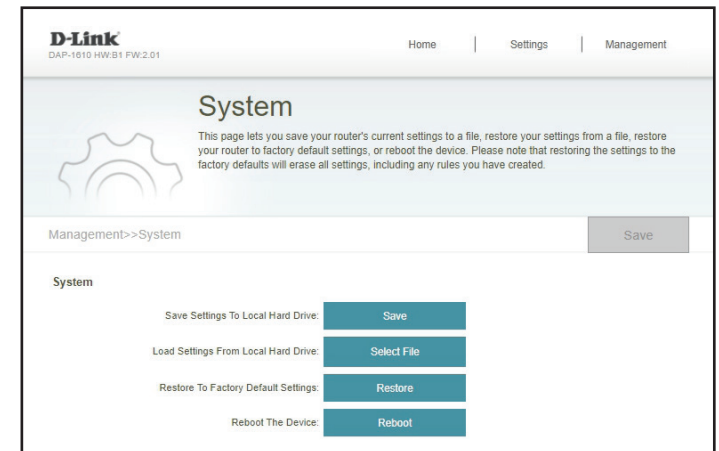 D-Link
DAP-1610 HW:B1 FW:2.01
Home | Settings | Management
System
This page lets you save your router's current settings to a file, restore your settings from a file, restore
your router to factory default settings, or reboot the device. Please note that restoring the settings to the
factory defaults will erase all settings, including any rules you have created.
Management>>System
Save
System
Save Settings To Local Hard Drive: Save
Load Settings From Local Hard Drive: Select File
Restore To Factory Default Settings: Restore
Reboot The Device: Reboot